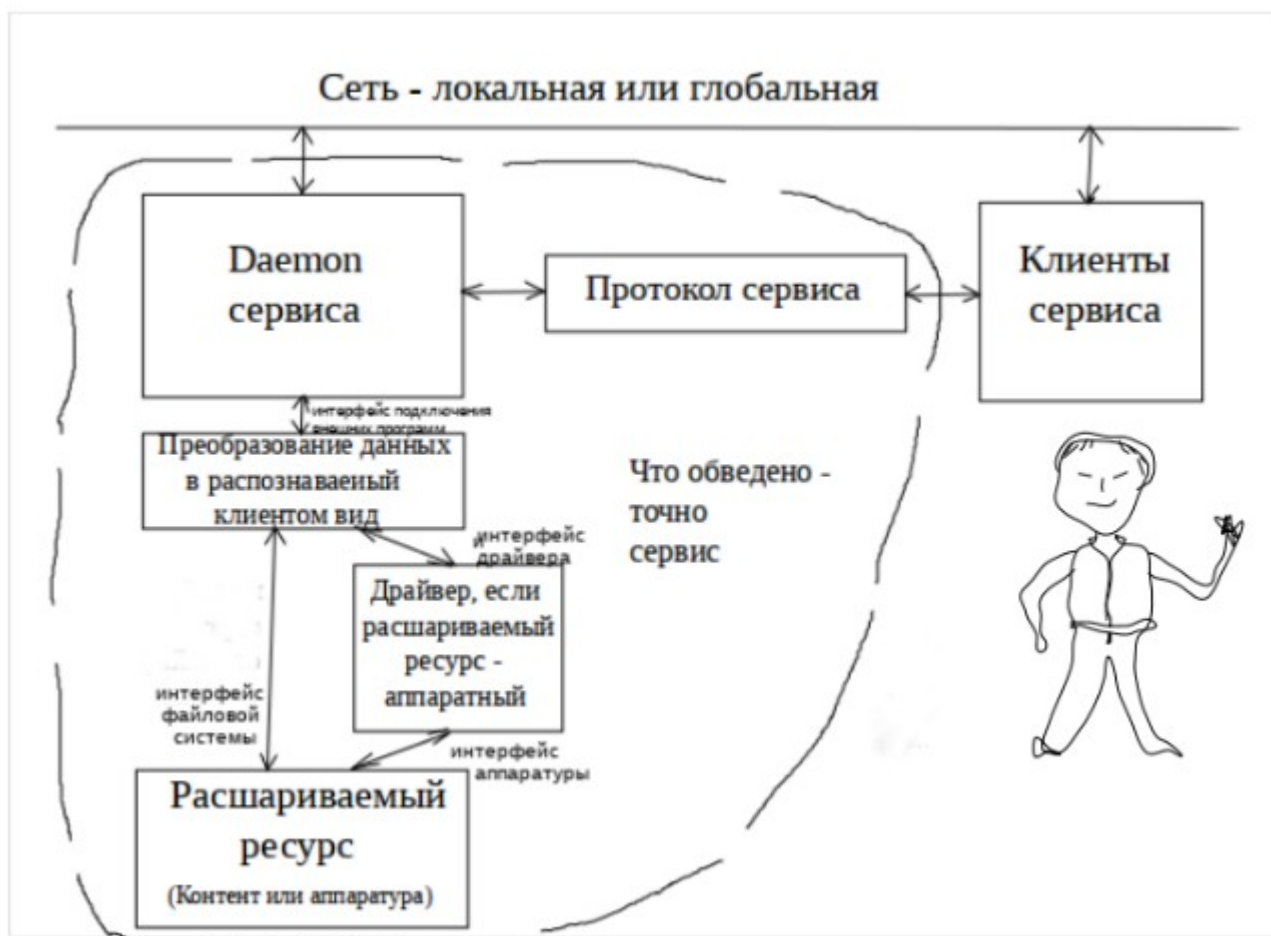 Сеть - локальная или глобальная
Daemon
сервиса
Протокол сервиса
Клиенты
сервиса
интерфейс подключения
внешних программ
Преобразование данных
в распознаваеиый
клиентом вид
Что обведено -
точно
сервис
интерфейс
драйвера
Драйвер, если
расшариваемый
ресурс -
аппаратный
интерфейс
файловой
системы
интерфейс
аппаратуры
Расшариваемый
ресурс
(Контент или аппаратура)